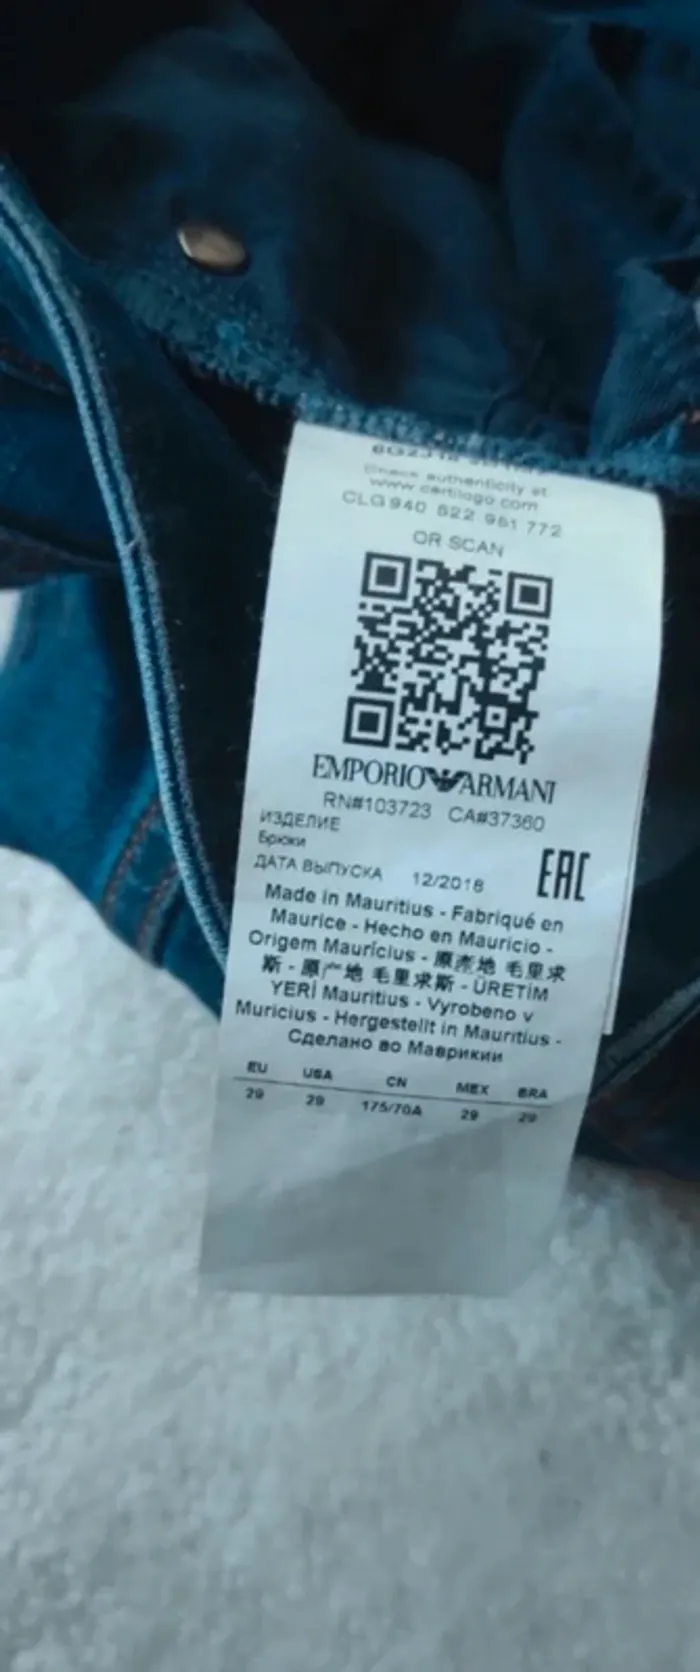 Check authenticity at
www.certilogo.com
CLG 940 522 951 772
OR SCAN
EMPORIO ARMANI
RN#103723 CA#37360
ИЗДЕЛИЕ
Брюки
ДАТА ВЫПУСКА 12/2018
EAC
Made in Mauritius - Fabriqué en
Maurice - Hecho en Mauricio -
Origem Maurícius - 原產地 毛里求
斯 - 原产地 毛里求斯 - ÜRETİM
YERİ Mauritius - Vyrobeno v
Muricius - Hergestellt in Mauritius -
Сделано во Маврикии
EU USA CN MEX BRA
29 29 175/70A 29 29